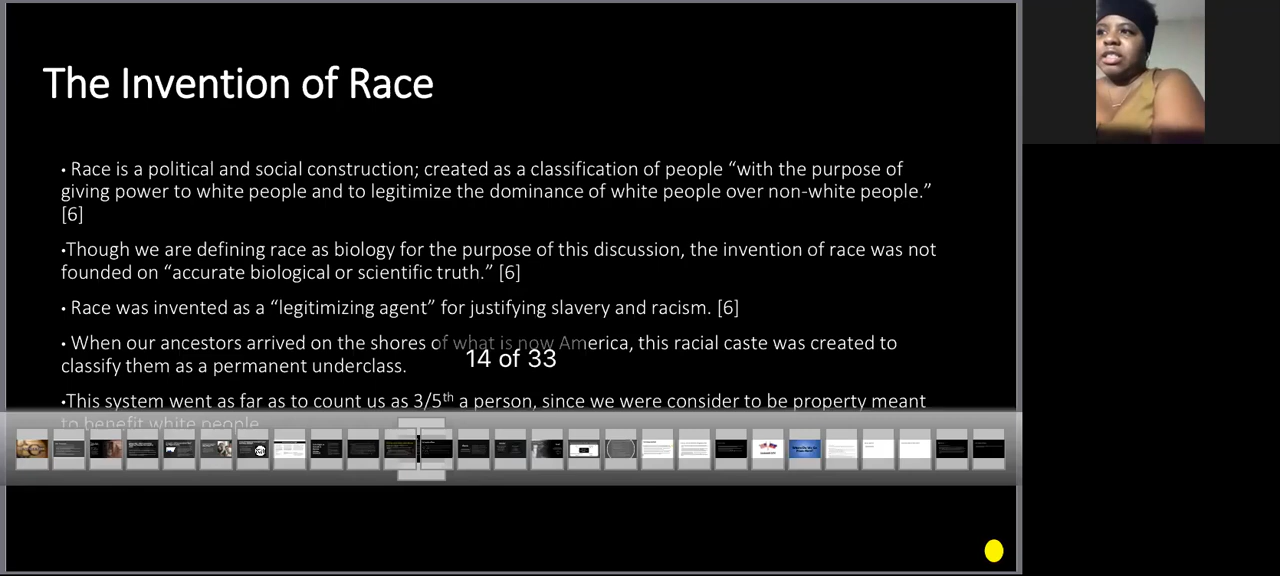 The Invention of Race
• Race is a political and social construction; created as a classification of people “with the purpose of
giving power to white people and to legitimize the dominance of white people over non-white people.”
[6]
•Though we are defining race as biology for the purpose of this discussion, the invention of race was not
founded on “accurate biological or scientific truth.” [6]
• Race was invented as a “legitimizing agent” for justifying slavery and racism. [6]
• When our ancestors arrived on the shores of what is now America, this racial caste was created to
classify them as a permanent underclass.
14 of 33
•This system went as far as to count us as 3/5th a person, since we were consider to be property meant
to benefit white people